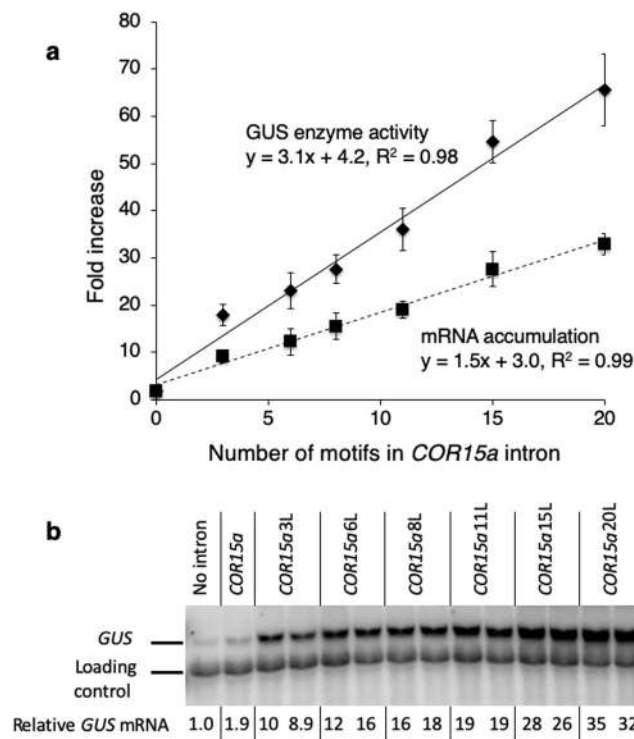 a
80
70
60
50
40
30
20
10
0
Fold increase
GUS enzyme activity
y = 3.1x + 4.2, R² = 0.98
mRNA accumulation
y = 1.5x + 3.0, R² = 0.99
0 5 10 15 20
Number of motifs in COR15a intron
b
No intron
COR15a
COR15a3L
COR15a6L
COR15a8L
COR15a11L
COR15a15L
COR15a20L
GUS
Loading
control
Relative GUS mRNA 1.0 1.9 10 8.9 12 16 16 18 19 19 28 26 35 32